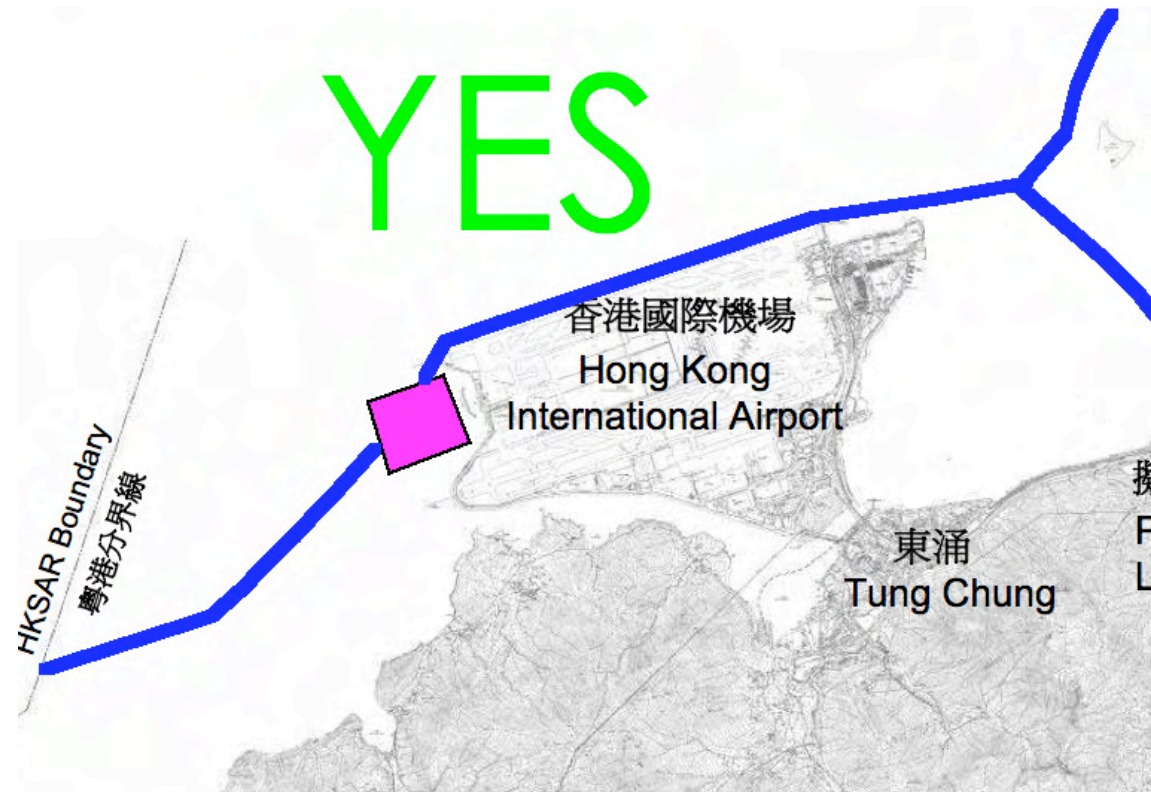 YES
香港國際機場
Hong Kong
International Airport
HKSAR Boundary
粵港分界線
東涌
Tung Chung
擬
P
L